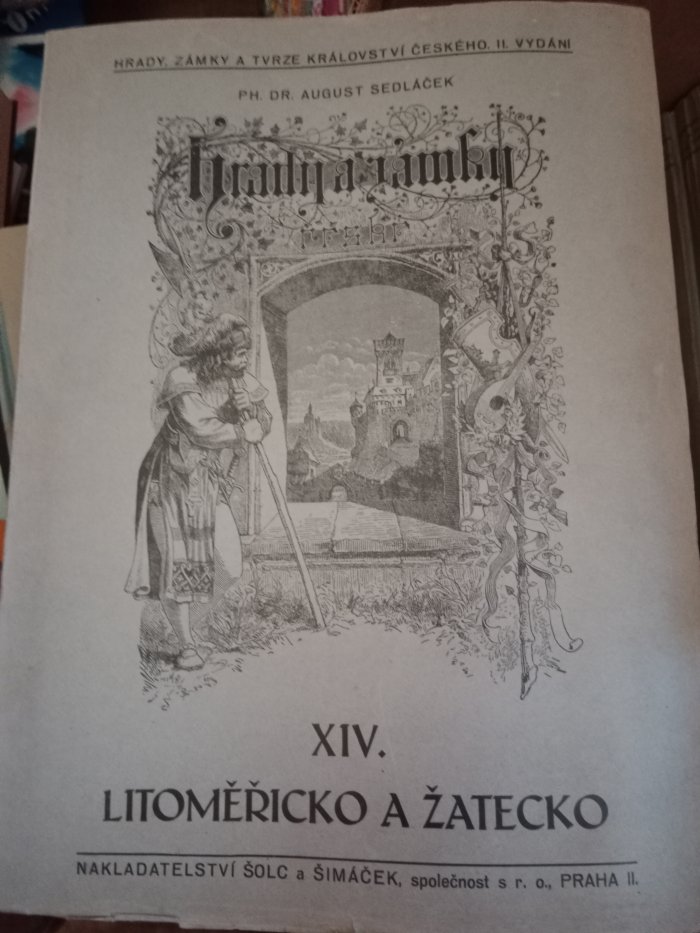 HRADY, ZÁMKY A TVRZE KRÁLOVSTVÍ ČESKÉHO. II. VYDÁNÍ
PH. DR. AUGUST SEDLÁČEK
Hrady a zámky
české
XIV.
LITOMĚŘICKO A ŽATECKO
NAKLADATELSTVÍ ŠOLC a ŠIMÁČEK, společnost s r. o., PRAHA II.